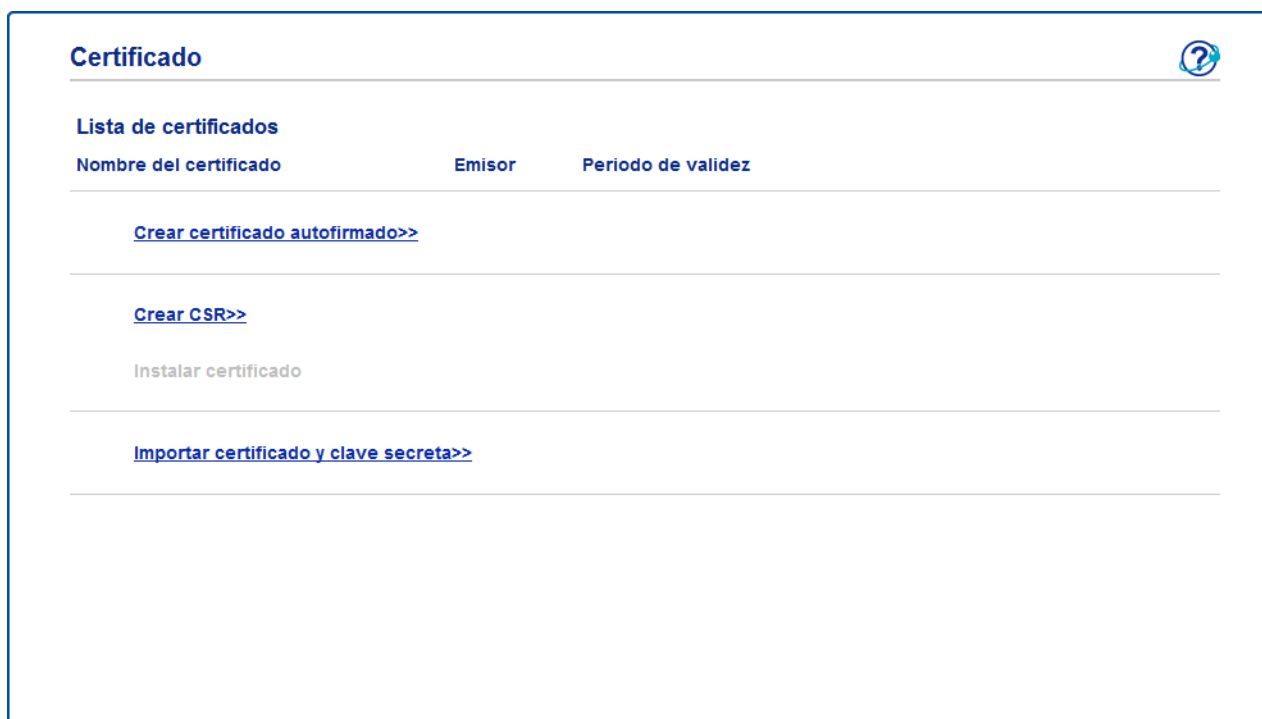 Certificado
?
Lista de certificados
Nombre del certificado Emisor Periodo de validez
Crear certificado autofirmado>>
Crear CSR>>
Instalar certificado
Importar certificado y clave secreta>>